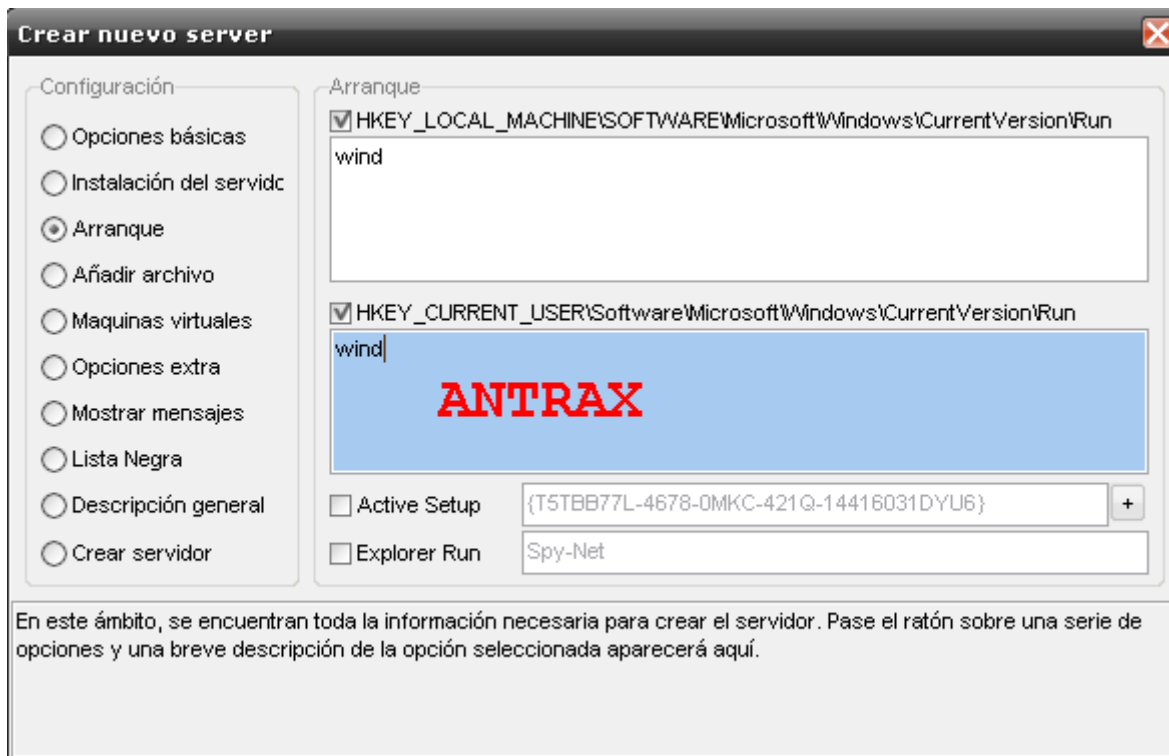 Crear nuevo server
Configuración
Opciones básicas
Instalación del servidc
Arranque
Añadir archivo
Maquinas virtuales
Opciones extra
Mostrar mensajes
Lista Negra
Descripción general
Crear servidor
Arranque
HKEY_LOCAL_MACHINE\SOFTWARE\Microsoft\Windows\CurrentVersion\Run
wind
HKEY_CURRENT_USER\Software\Microsoft\Windows\CurrentVersion\Run
wind
ANTRAX
Active Setup {T5TBB77L-4678-0MKC-421Q-14416031DYU6} +
Explorer Run Spy-Net
En este ámbito, se encuentran toda la información necesaria para crear el servidor. Pase el ratón sobre una serie de
opciones y una breve descripción de la opción seleccionada aparecerá aquí.